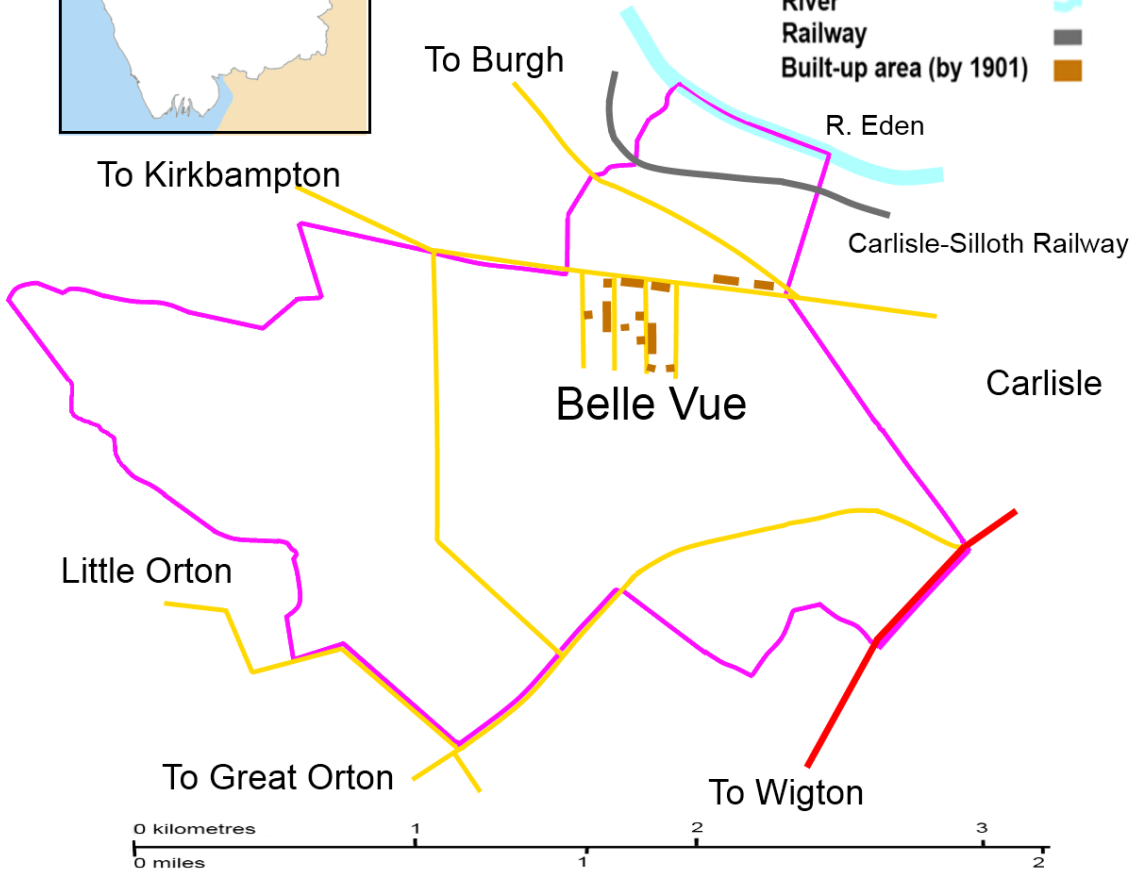 River
Railway
Built-up area (by 1901)
To Burgh
R. Eden
To Kirkbampton
Carlisle-Silloth Railway
Carlisle
Belle Vue
Little Orton
To Great Orton
To Wigton
0 kilometres 1 2 3
0 miles 1 2